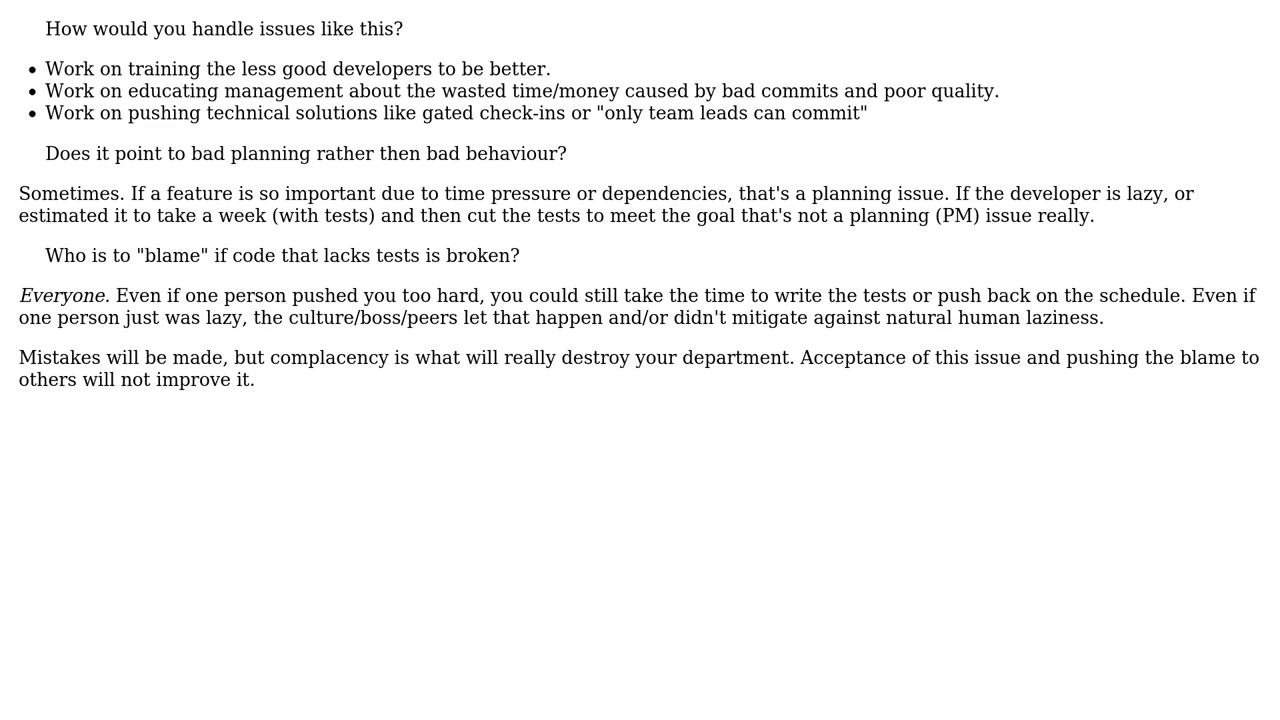 How would you handle issues like this?
• Work on training the less good developers to be better.
• Work on educating management about the wasted time/money caused by bad commits and poor quality.
• Work on pushing technical solutions like gated check-ins or "only team leads can commit"
Does it point to bad planning rather then bad behaviour?
Sometimes. If a feature is so important due to time pressure or dependencies, that's a planning issue. If the developer is lazy, or
estimated it to take a week (with tests) and then cut the tests to meet the goal that's not a planning (PM) issue really.
Who is to "blame" if code that lacks tests is broken?
Everyone. Even if one person pushed you too hard, you could still take the time to write the tests or push back on the schedule. Even if
one person just was lazy, the culture/boss/peers let that happen and/or didn't mitigate against natural human laziness.
Mistakes will be made, but complacency is what will really destroy your department. Acceptance of this issue and pushing the blame to
others will not improve it.